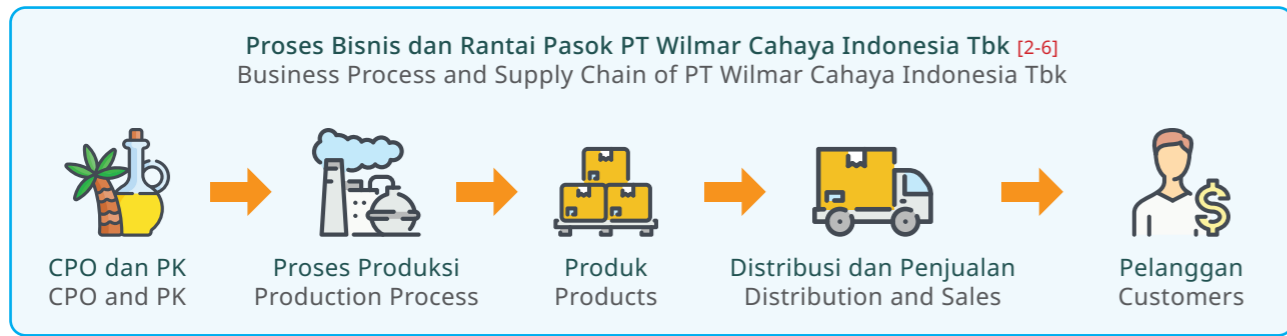 Proses Bisnis dan Rantai Pasok PT Wilmar Cahaya Indonesia Tbk [2-6]
Business Process and Supply Chain of PT Wilmar Cahaya Indonesia Tbk
CPO dan PK
CPO and PK
Proses Produksi
Production Process
Produk
Products
Distribusi dan Penjualan
Distribution and Sales
Pelanggan
Customers